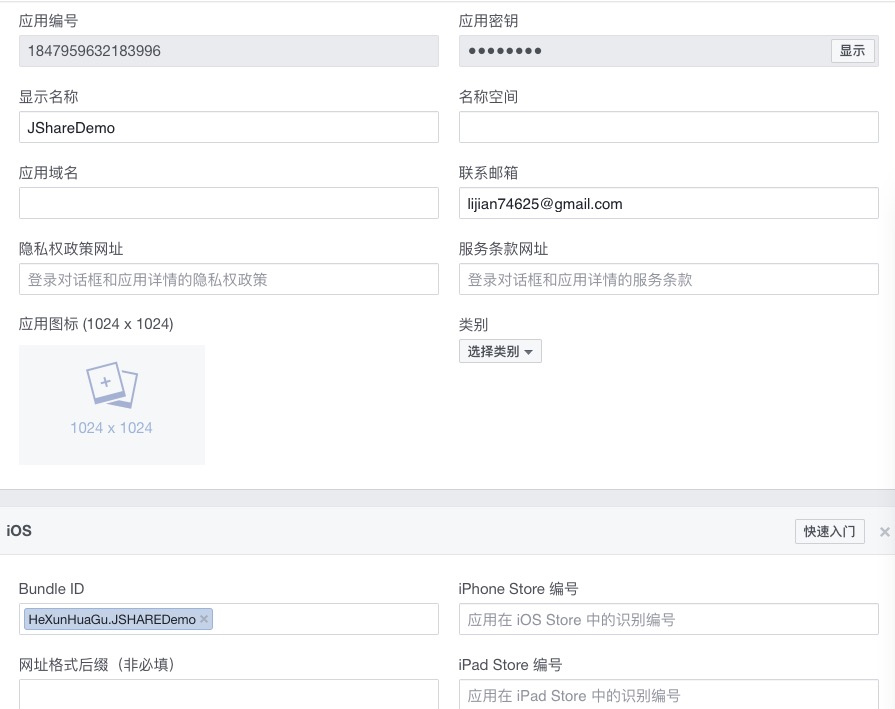 应用编号
应用密钥
1847959632183996
●●●●●●●●
显示
显示名称
名称空间
JShareDemo
应用域名
联系邮箱
lijian74625@gmail.com
隐私权政策网址
服务条款网址
登录对话框和应用详情的隐私权政策
登录对话框和应用详情的服务条款
应用图标 (1024 x 1024)
类别
选择类别
1024 x 1024
iOS
快速入门
Bundle ID
iPhone Store 编号
HeXunHuaGu.JSHAREDemo
应用在 iOS Store 中的识别编号
网址格式后缀（非必填）
iPad Store 编号
应用在 iPad Store 中的识别编号